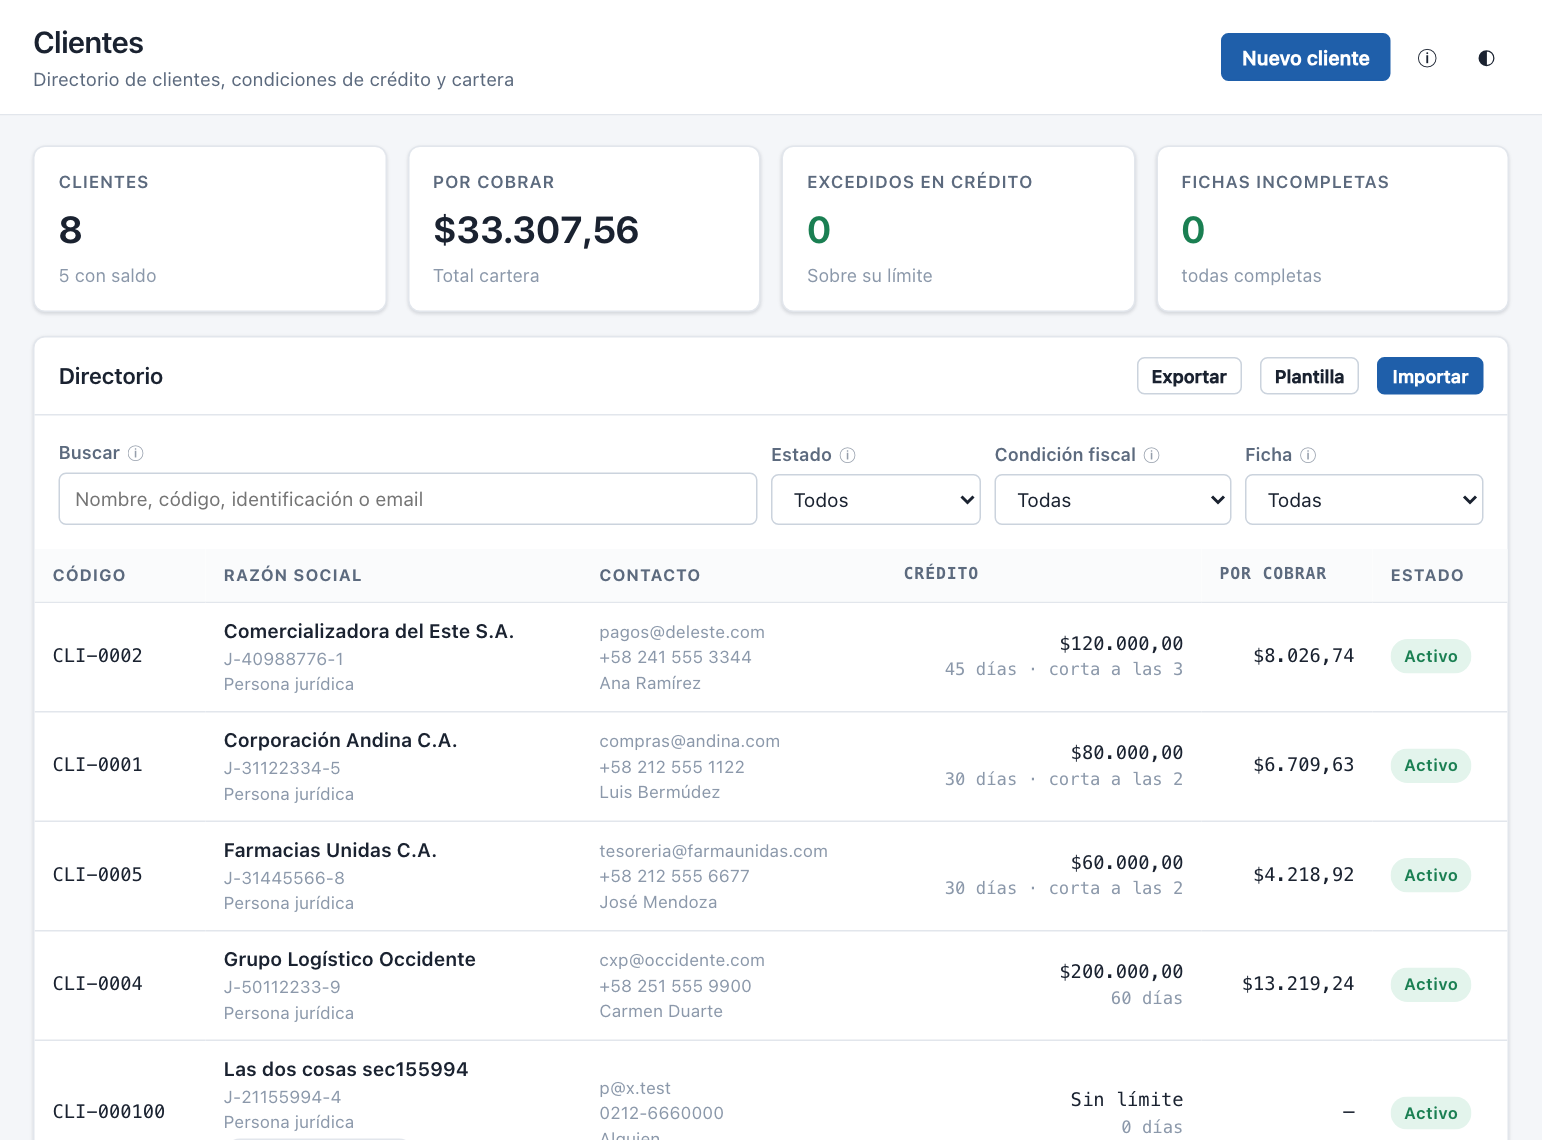 Clientes
Directorio de clientes, condiciones de crédito y cartera
Nuevo cliente
CLIENTES
8
5 con saldo
POR COBRAR
$33.307,56
Total cartera
EXCEDIDOS EN CRÉDITO
0
Sobre su límite
FICHAS INCOMPLETAS
0
todas completas
Directorio
Exportar
Plantilla
Importar
Buscar
Nombre, código, identificación o email
Estado
Todos
Condición fiscal
Todas
Ficha
Todas
CÓDIGO RAZÓN SOCIAL CONTACTO CRÉDITO POR COBRAR ESTADO
CLI-0002
Comercializadora del Este S.A.
J-40988776-1
Persona jurídica
pagos@deleste.com
+58 241 555 3344
Ana Ramírez
$120.000,00
45 días · corta a las 3
$8.026,74
Activo
CLI-0001
Corporación Andina C.A.
J-31122334-5
Persona jurídica
compras@andina.com
+58 212 555 1122
Luis Bermúdez
$80.000,00
30 días · corta a las 2
$6.709,63
Activo
CLI-0005
Farmacias Unidas C.A.
J-31445566-8
Persona jurídica
tesoreria@farmaunidas.com
+58 212 555 6677
José Mendoza
$60.000,00
30 días · corta a las 2
$4.218,92
Activo
CLI-0004
Grupo Logístico Occidente
J-50112233-9
Persona jurídica
cxp@occidente.com
+58 251 555 9900
Carmen Duarte
$200.000,00
60 días
$13.219,24
Activo
CLI-000100
Las dos cosas sec155994
J-21155994-4
Persona jurídica
p@x.test
0212-6660000
Alguien
Sin límite
0 días
—
Activo